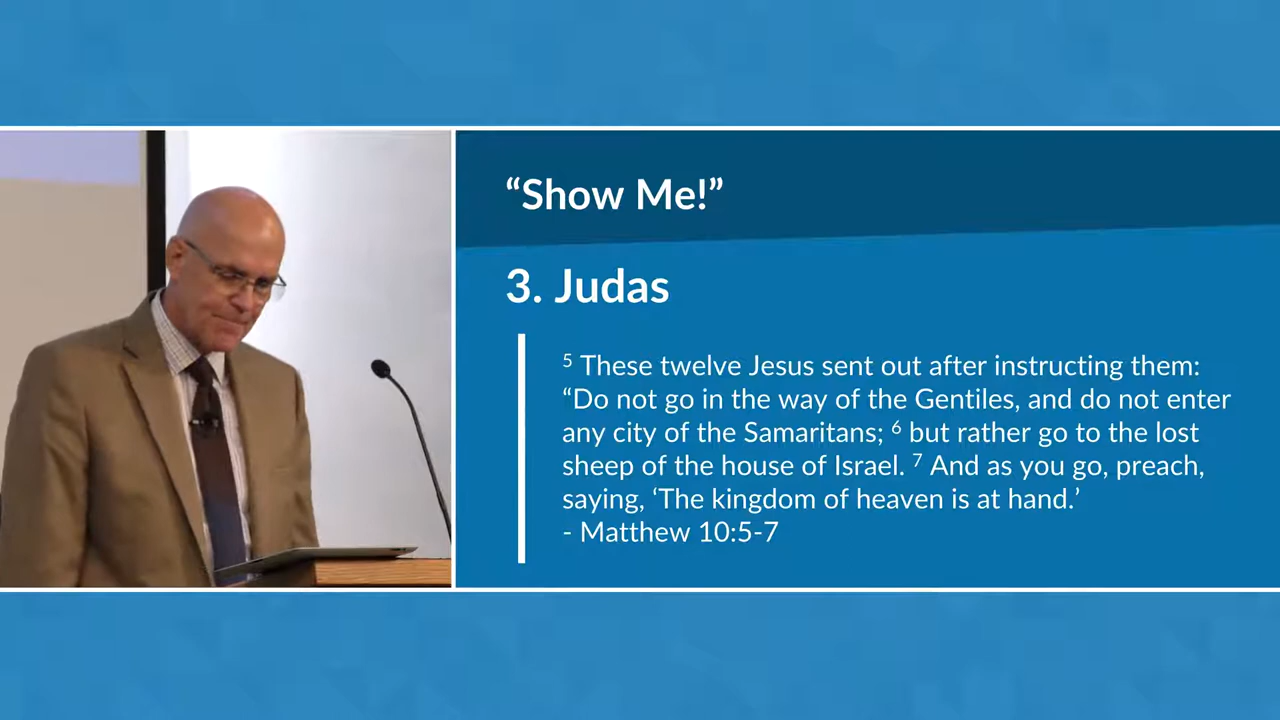 “Show Me!”
3. Judas
5 These twelve Jesus sent out after instructing them:
“Do not go in the way of the Gentiles, and do not enter
any city of the Samaritans; 6 but rather go to the lost
sheep of the house of Israel. 7 And as you go, preach,
saying, ‘The kingdom of heaven is at hand.’
- Matthew 10:5-7